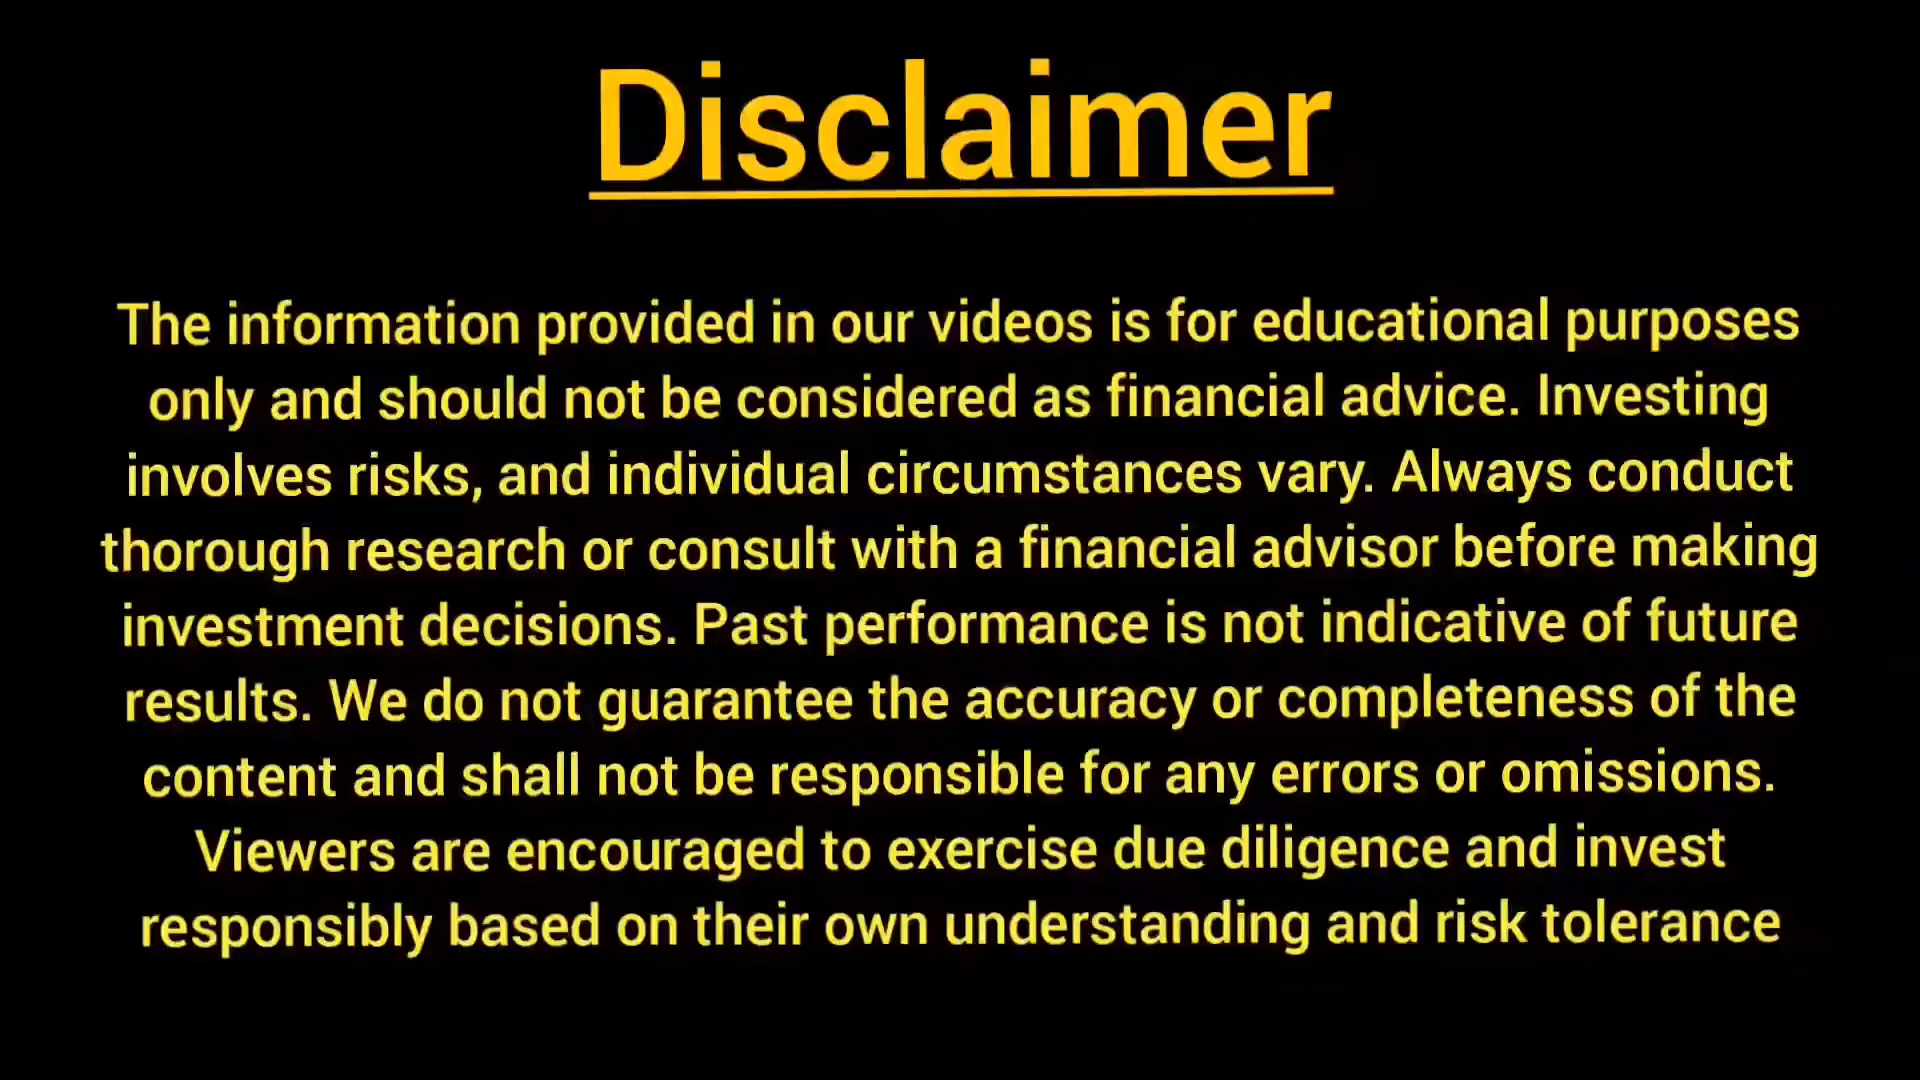 Disclaimer
The information provided in our videos is for educational purposes
only and should not be considered as financial advice. Investing
involves risks, and individual circumstances vary. Always conduct
thorough research or consult with a financial advisor before making
investment decisions. Past performance is not indicative of future
results. We do not guarantee the accuracy or completeness of the
content and shall not be responsible for any errors or omissions.
Viewers are encouraged to exercise due diligence and invest
responsibly based on their own understanding and risk tolerance